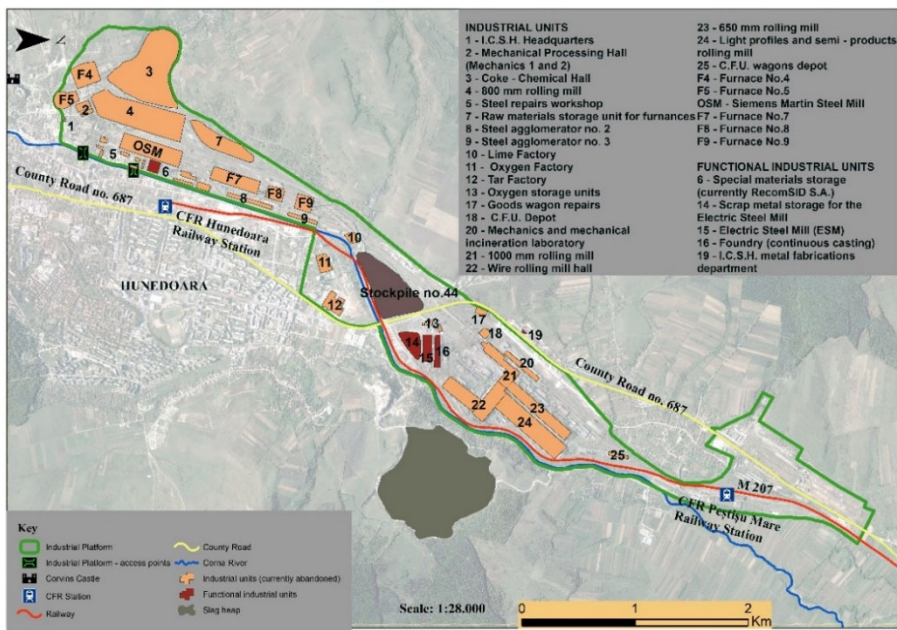 INDUSTRIAL UNITS
1 - I.C.S.H. Headquarters
2 - Mechanical Processing Hall
(Mechanics 1 and 2)
3 - Coke - Chemical Hall
4 - 800 mm rolling mill
5 - Steel repairs workshop
7 - Raw materials storage unit for furnances
8 - Steel agglomerator no. 2
9 - Steel agglomerator no. 3
10 - Lime Factory
11 - Oxygen Factory
12 - Tar Factory
13 - Oxygen storage units
17 - Goods wagon repairs
18 - C.F.U. Depot
20 - Mechanics and mechanical
incineration laboratory
21 - 1000 mm rolling mill
22 - Wire rolling mill hall
23 - 650 mm rolling mill
24 - Light profiles and semi - products
rolling mill
25 - C.F.U. wagons depot
F4 - Furnace No.4
F5 - Furnace No.5
OSM - Siemens Martin Steel Mill
F7 - Furnace No.7
F8 - Furnace No.8
F9 - Furnace No.9
FUNCTIONAL INDUSTRIAL UNITS
6 - Special materials storage
(currently RecomSID S.A.)
14 - Scrap metal storage for the
Electric Steel Mill
15 - Electric Steel Mill (ESM)
16 - Foundry (continuous casting)
19 - I.C.S.H. metal fabrications
department
N
F4
3
F5
2
4
1
7
OSM
5
6
F7
8
F8
F9
9
County Road no. 687
CFR Hunedoara
Railway Station
10
11
HUNEDOARA
Stockpile no.44
12
13
17
19
14
15
16
18
20
21
County Road no. 687
22
23
24
25
M 207
CFR Peștișu Mare
Railway Station
Key
Industrial Platform
Industrial Platform - access points
Corvins Castle
CFR Station
Railway
County Road
Cerna River
Industrial units (currently abandoned)
Functional industrial units
Slag heap
Scale: 1:28.000
0
1
2
Km